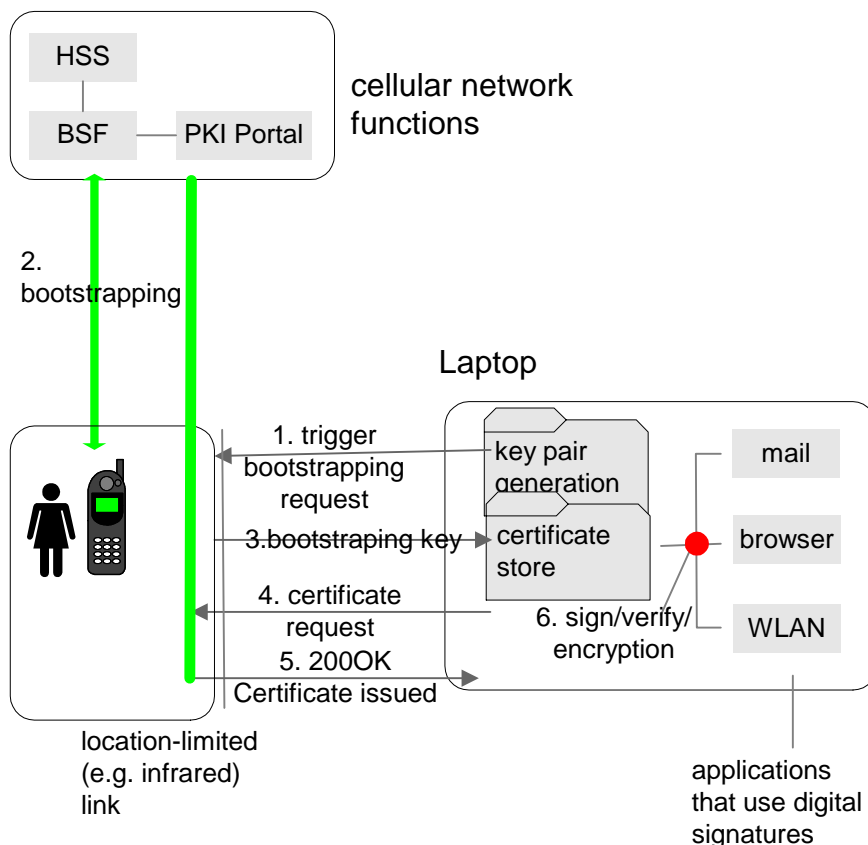 HSS
BSF
PKI Portal
cellular network
functions
2.
bootstrapping
Laptop
1. trigger
bootstrapping
request
key pair
generation
mail
3.bootstraping key
certificate
store
browser
4. certificate
request
6. sign/verify/
encryption
WLAN
5. 200OK
Certificate issued
location-limited
(e.g. infrared)
link
applications
that use digital
signatures